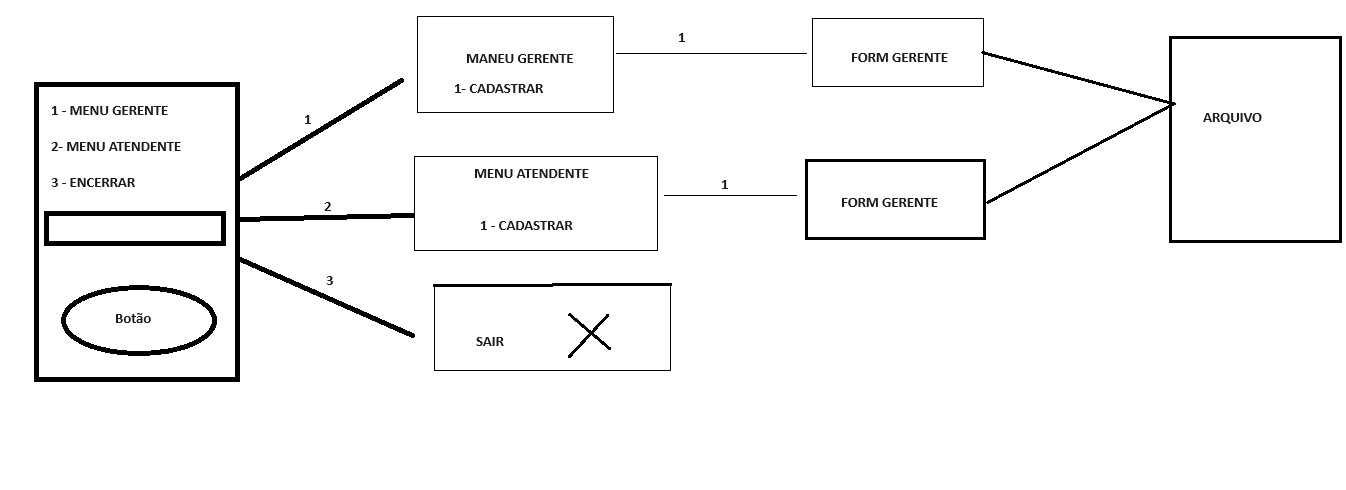 1 - MENU GERENTE
2- MENU ATENDENTE
3 - ENCERRAR
Botão
1
2
3
MANEU GERENTE
1- CADASTRAR
MENU ATENDENTE
1 - CADASTRAR
SAIR
1
1
FORM GERENTE
FORM GERENTE
ARQUIVO